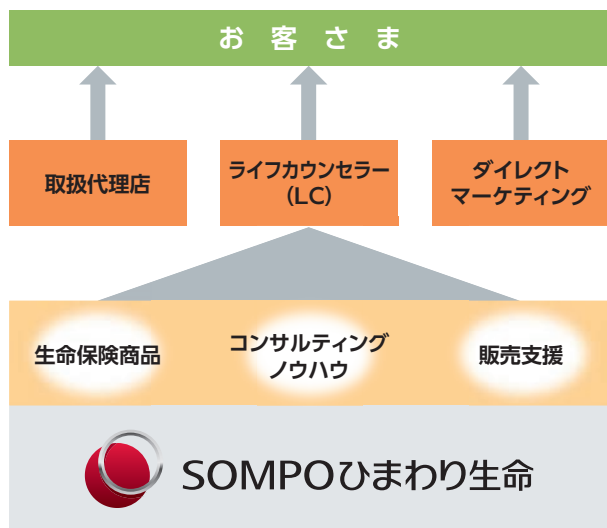 お客さま
取扱代理店
ライフカウンセラー
(LC)
ダイレクト
マーケティング
生命保険商品
コンサルティング
ノウハウ
販売支援
SOMPOひまわり生命